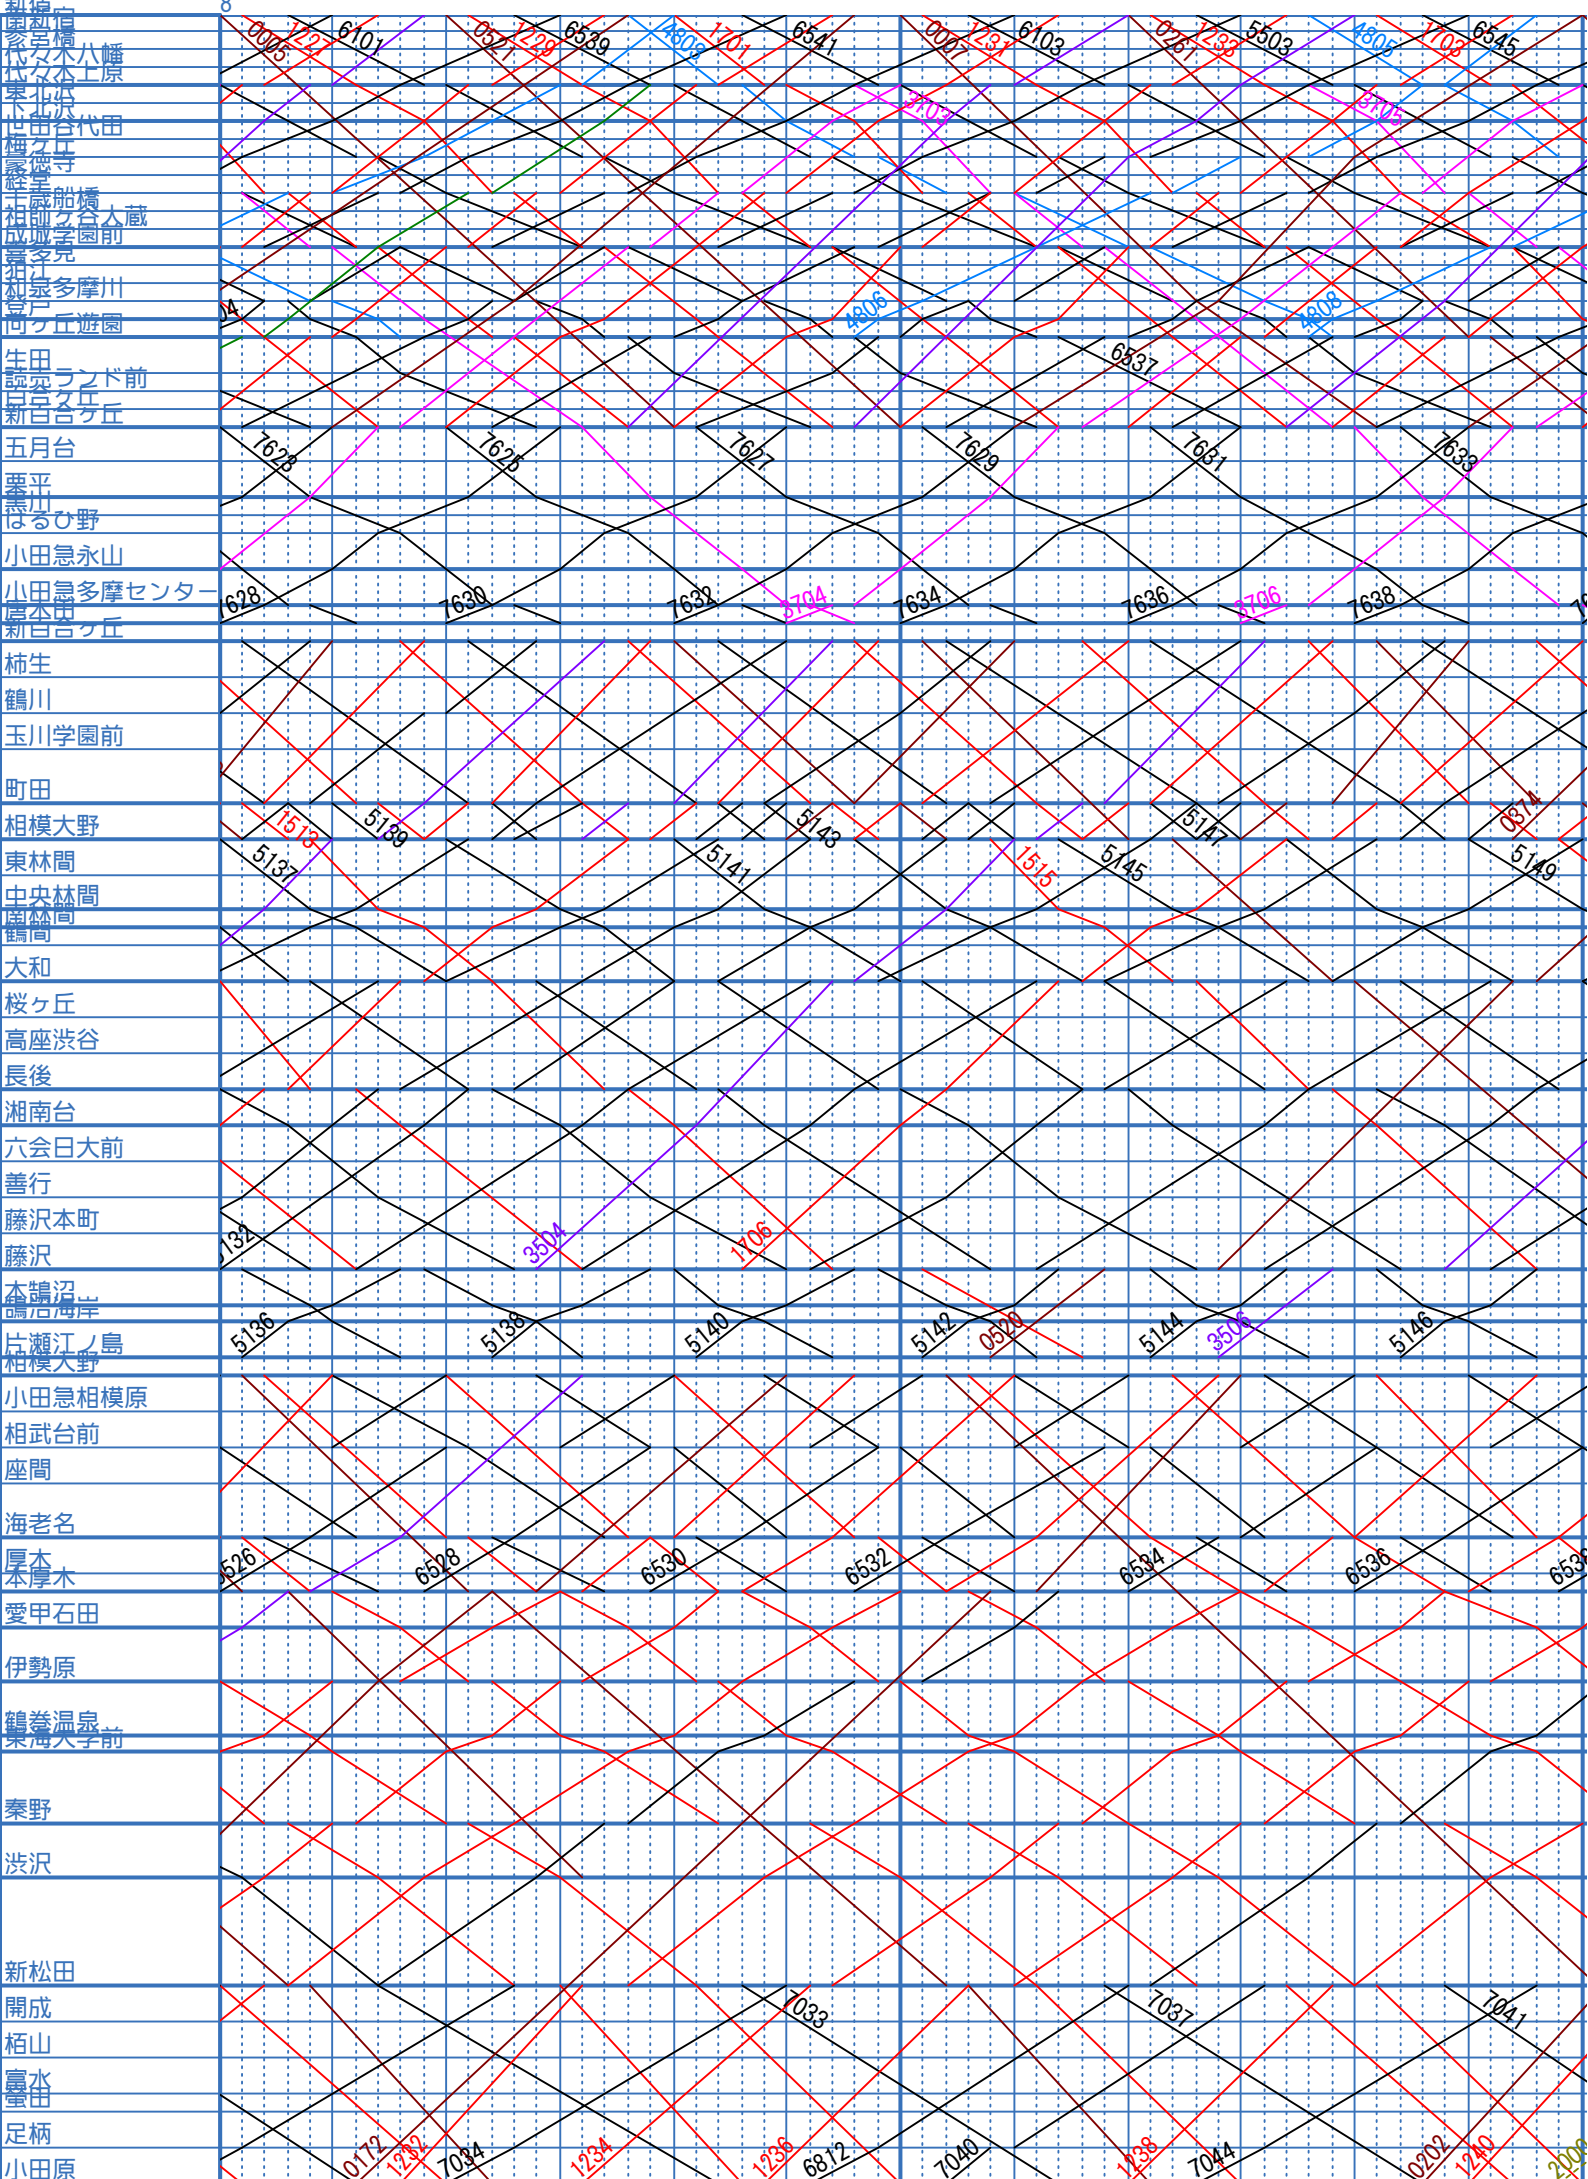 8
新宿
南新宿
参宮橋
代々木八幡
代々木上原
東北沢
下北沢
世田谷代田
梅ヶ丘
豪徳寺
経堂
千歳船橋
祖師ヶ谷大蔵
成城学園前
喜多見
狛江
和泉多摩川
登戸
向ヶ丘遊園
生田
読売ランド前
百合ヶ丘
新百合ヶ丘
五月台
栗平
黒川
はるひ野
小田急永山
小田急多摩センター
唐木田
新百合ヶ丘
柿生
鶴川
玉川学園前
町田
相模大野
東林間
中央林間
南林間
鶴間
大和
桜ヶ丘
高座渋谷
長後
湘南台
六会日大前
善行
藤沢本町
藤沢
本鵠沼
鵠沼海岸
片瀬江ノ島
相模大野
小田急相模原
相武台前
座間
海老名
厚木
本厚木
愛甲石田
伊勢原
鶴巻温泉
東海大学前
秦野
渋沢
新松田
開成
栢山
富水
螢田
足柄
小田原
0005 1227 6101 0521 1229 6539 4803 1701 6541 0007 1231 6103 0261 1233 5503 4805 1703 6545
3703 3705
4806 4808
6537
7623 7625 7627 7629 7631 7633
7628 7630 7632 3704 7634 7636 3706 7638
1513 5139 5143 5147 0374
5137 5141 1515 5145 5149
5132 3504 1706
5136 5138 5140 5142 0520 5144 3506 5146
6526 6528 6530 6532 6534 6536 6538
7033 7037 7041
0172 1232 7034 1234 1236 6812 7040 1238 7044 0202 1240